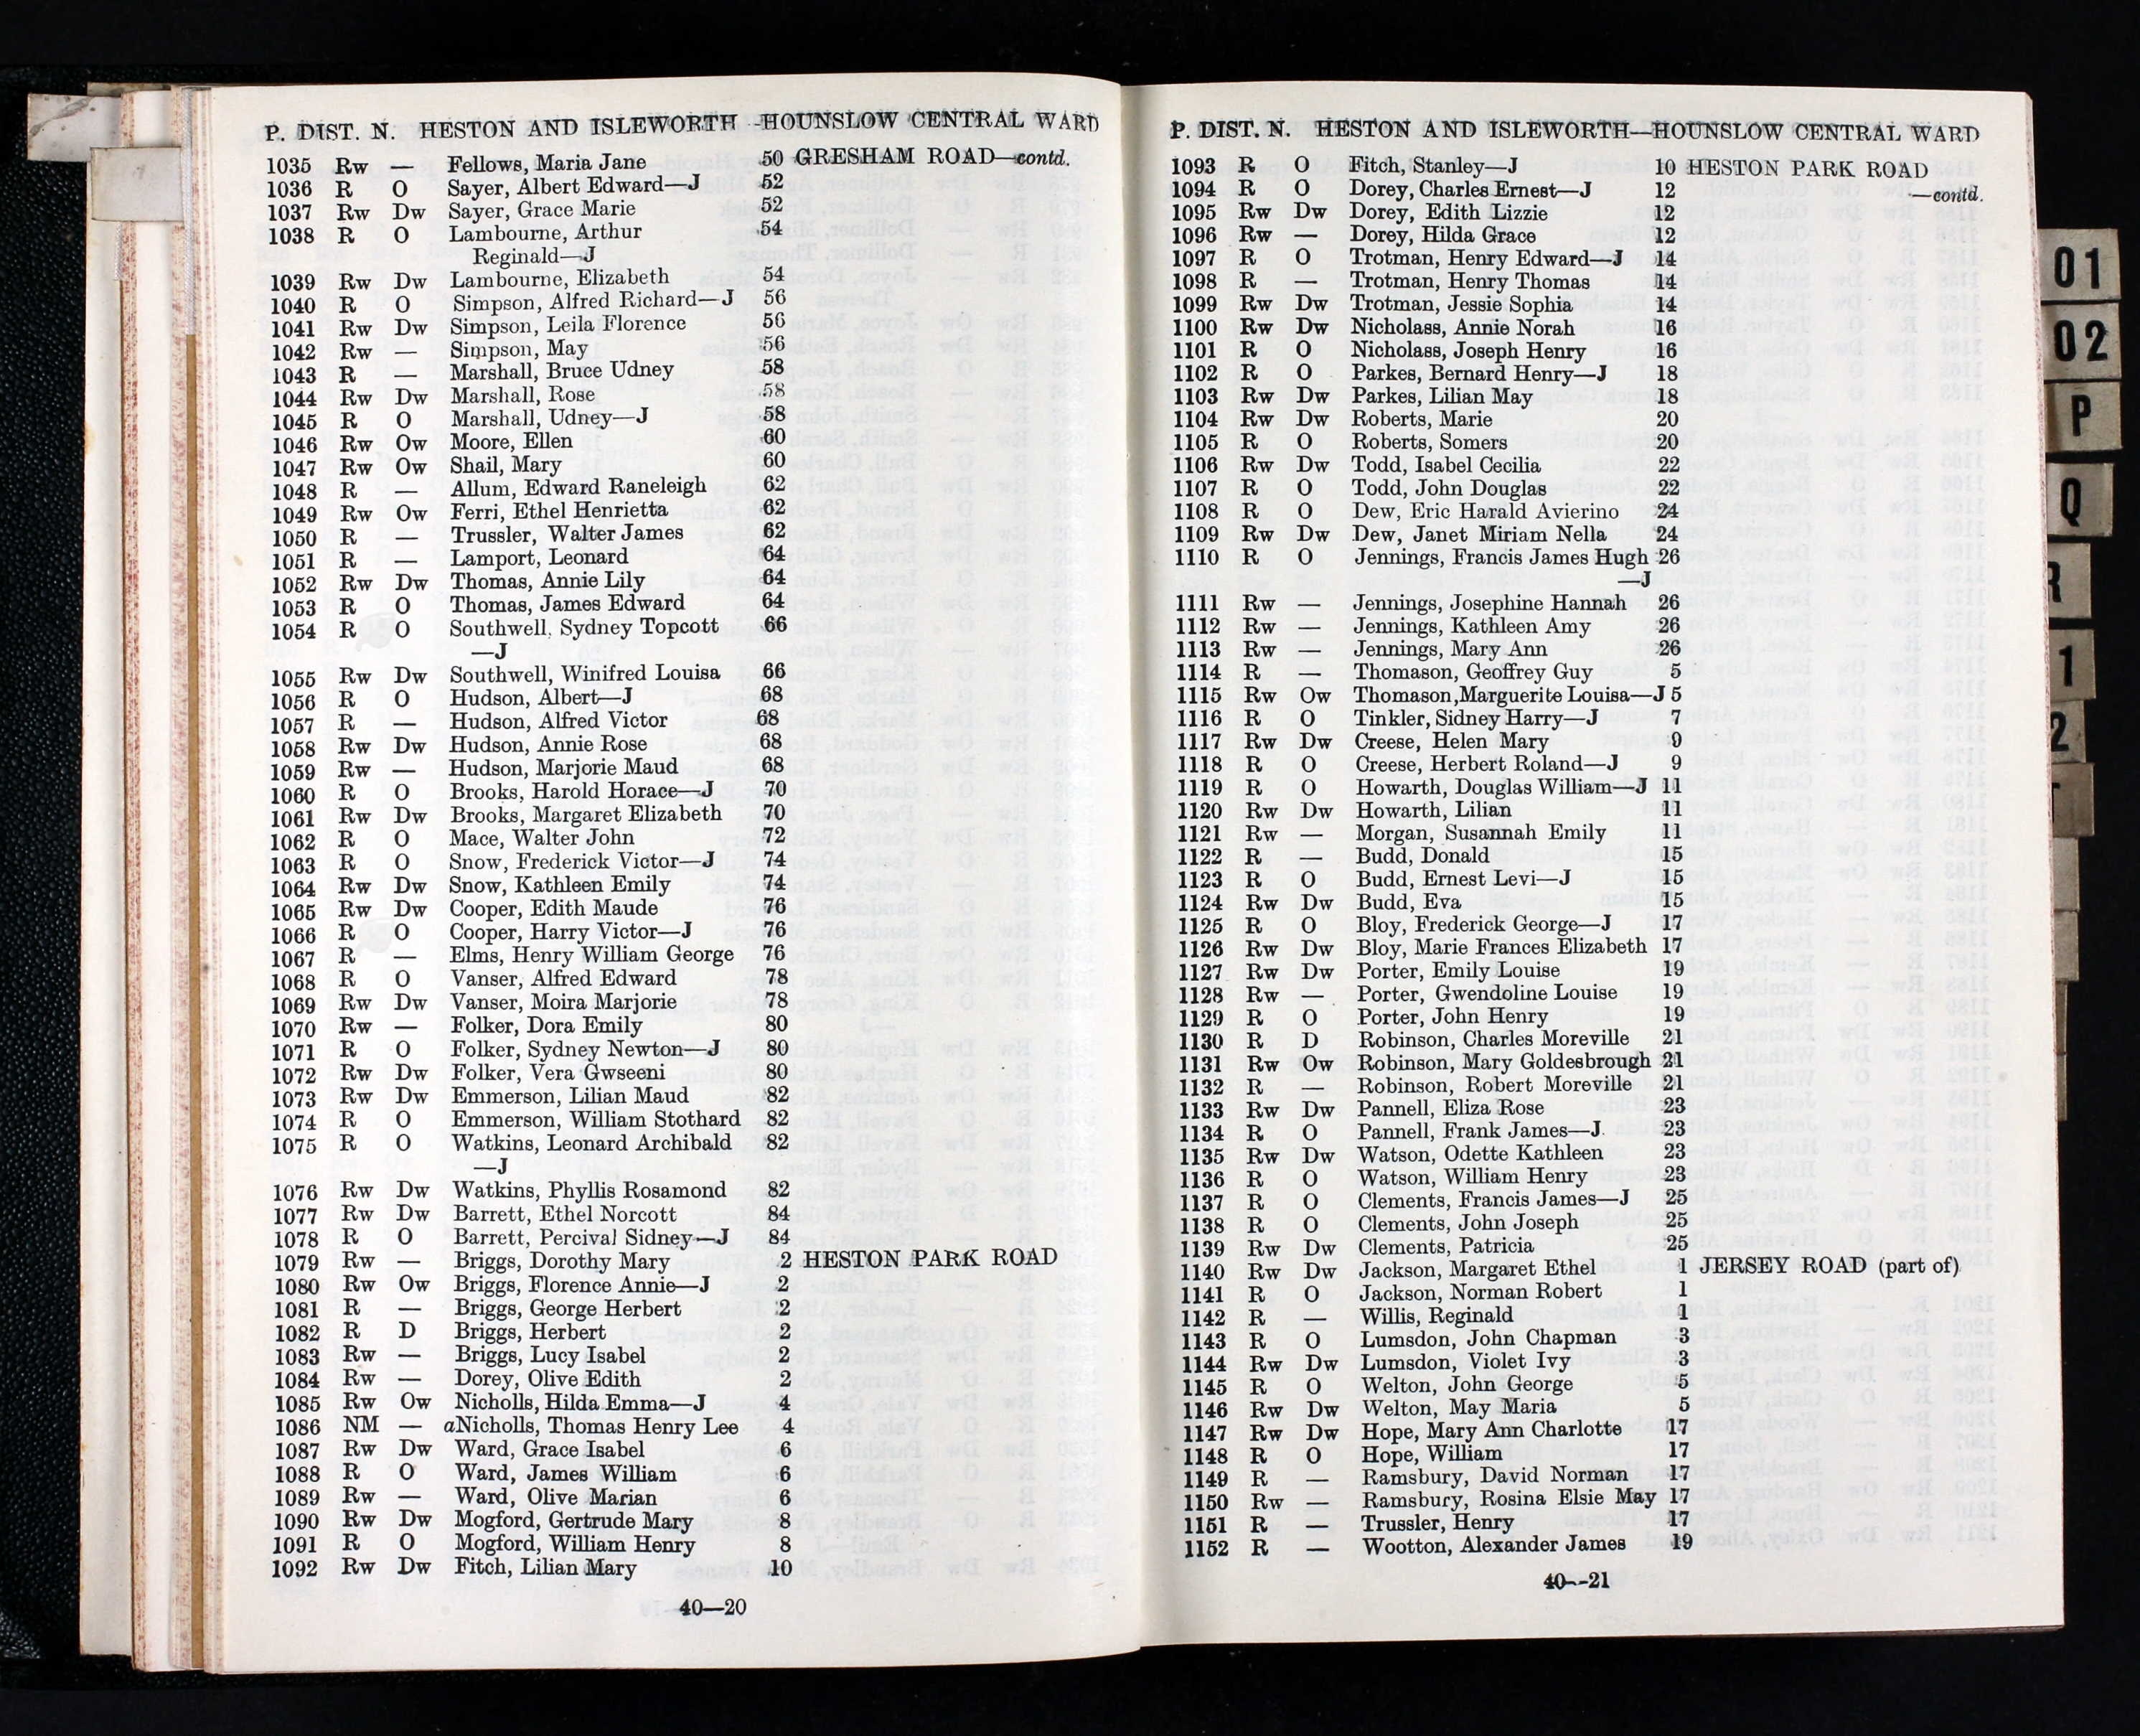 P. DIST. N. HESTON AND ISLEWORTH—HOUNSLOW CENTRAL WARD
1035 Rw — Fellows, Maria Jane 50 GRESHAM ROAD—contd.
1036 R O Sayer, Albert Edward—J 52
1037 Rw Dw Sayer, Grace Marie 52
1038 R O Lambourne, Arthur 54
Reginald—J
1039 Rw Dw Lambourne, Elizabeth 54
1040 R O Simpson, Alfred Richard—J 56
1041 Rw Dw Simpson, Leila Florence 56
1042 Rw — Simpson, May 56
1043 R — Marshall, Bruce Udney 58
1044 Rw Dw Marshall, Rose 58
1045 R O Marshall, Udney—J 58
1046 Rw Ow Moore, Ellen 60
1047 Rw Ow Shail, Mary 60
1048 R — Allum, Edward Raneleigh 62
1049 Rw Ow Ferri, Ethel Henrietta 62
1050 R — Trussler, Walter James 62
1051 R — Lamport, Leonard 64
1052 Rw Dw Thomas, Annie Lily 64
1053 R O Thomas, James Edward 64
1054 R O Southwell, Sydney Topcott 66
—J
1055 Rw Dw Southwell, Winifred Louisa 66
1056 R O Hudson, Albert—J 68
1057 R — Hudson, Alfred Victor 68
1058 Rw Dw Hudson, Annie Rose 68
1059 Rw — Hudson, Marjorie Maud 68
1060 R O Brooks, Harold Horace—J 70
1061 Rw Dw Brooks, Margaret Elizabeth 70
1062 R O Mace, Walter John 72
1063 R O Snow, Frederick Victor—J 74
1064 Rw Dw Snow, Kathleen Emily 74
1065 Rw Dw Cooper, Edith Maude 76
1066 R O Cooper, Harry Victor—J 76
1067 R — Elms, Henry William George 76
1068 R O Vanser, Alfred Edward 78
1069 Rw Dw Vanser, Moira Marjorie 78
1070 Rw — Folker, Dora Emily 80
1071 R O Folker, Sydney Newton—J 80
1072 Rw Dw Folker, Vera Gwseeni 80
1073 Rw Dw Emmerson, Lilian Maud 82
1074 R O Emmerson, William Stothard 82
1075 R O Watkins, Leonard Archibald 82
—J
1076 Rw Dw Watkins, Phyllis Rosamond 82
1077 Rw Dw Barrett, Ethel Norcott 84
1078 R O Barrett, Percival Sidney—J 84
1079 Rw — Briggs, Dorothy Mary 2 HESTON PARK ROAD
1080 Rw Ow Briggs, Florence Annie—J 2
1081 R — Briggs, George Herbert 2
1082 R D Briggs, Herbert 2
1083 Rw — Briggs, Lucy Isabel 2
1084 Rw — Dorey, Olive Edith 2
1085 Rw Ow Nicholls, Hilda Emma—J 4
1086 NM — aNicholls, Thomas Henry Lee 4
1087 Rw Dw Ward, Grace Isabel 6
1088 R O Ward, James William 6
1089 Rw — Ward, Olive Marian 6
1090 Rw Dw Mogford, Gertrude Mary 8
1091 R O Mogford, William Henry 8
1092 Rw Dw Fitch, Lilian Mary 10
40—20
P. DIST. N. HESTON AND ISLEWORTH—HOUNSLOW CENTRAL WARD
1093 R O Fitch, Stanley—J 10 HESTON PARK ROAD
1094 R O Dorey, Charles Ernest—J 12 —contd.
1095 Rw Dw Dorey, Edith Lizzie 12
1096 Rw — Dorey, Hilda Grace 12
1097 R O Trotman, Henry Edward—J 14
1098 R — Trotman, Henry Thomas 14
1099 Rw Dw Trotman, Jessie Sophia 14
1100 Rw Dw Nicholass, Annie Norah 16
1101 R O Nicholass, Joseph Henry 16
1102 R O Parkes, Bernard Henry—J 18
1103 Rw Dw Parkes, Lilian May 18
1104 Rw Dw Roberts, Marie 20
1105 R O Roberts, Somers 20
1106 Rw Dw Todd, Isabel Cecilia 22
1107 R O Todd, John Douglas 22
1108 R O Dew, Eric Harald Avierino 24
1109 Rw Dw Dew, Janet Miriam Nella 24
1110 R O Jennings, Francis James Hugh 26
—J
1111 Rw — Jennings, Josephine Hannah 26
1112 Rw — Jennings, Kathleen Amy 26
1113 Rw — Jennings, Mary Ann 26
1114 R — Thomason, Geoffrey Guy 5
1115 Rw Ow Thomason,Marguerite Louisa—J 5
1116 R O Tinkler, Sidney Harry—J 7
1117 Rw Dw Creese, Helen Mary 9
1118 R O Creese, Herbert Roland—J 9
1119 R O Howarth, Douglas William—J 11
1120 Rw Dw Howarth, Lilian 11
1121 Rw — Morgan, Susannah Emily 11
1122 R — Budd, Donald 15
1123 R O Budd, Ernest Levi—J 15
1124 Rw Dw Budd, Eva 15
1125 R O Bloy, Frederick George—J 17
1126 Rw Dw Bloy, Marie Frances Elizabeth 17
1127 Rw Dw Porter, Emily Louise 19
1128 Rw — Porter, Gwendoline Louise 19
1129 R O Porter, John Henry 19
1130 R D Robinson, Charles Moreville 21
1131 Rw Ow Robinson, Mary Goldesbrough 21
1132 R — Robinson, Robert Moreville 21
1133 Rw Dw Pannell, Eliza Rose 23
1134 R O Pannell, Frank James—J 23
1135 Rw Dw Watson, Odette Kathleen 23
1136 R O Watson, William Henry 23
1137 R O Clements, Francis James—J 25
1138 R O Clements, John Joseph 25
1139 Rw Dw Clements, Patricia 25
1140 Rw Dw Jackson, Margaret Ethel 1 JERSEY ROAD (part of)
1141 R O Jackson, Norman Robert 1
1142 R — Willis, Reginald 1
1143 R O Lumsdon, John Chapman 3
1144 Rw Dw Lumsdon, Violet Ivy 3
1145 R O Welton, John George 5
1146 Rw Dw Welton, May Maria 5
1147 Rw Dw Hope, Mary Ann Charlotte 17
1148 R O Hope, William 17
1149 R — Ramsbury, David Norman 17
1150 Rw — Ramsbury, Rosina Elsie May 17
1151 R — Trussler, Henry 17
1152 R — Wootton, Alexander James 19
40—21
01
02
P
Q
R
1
2
T